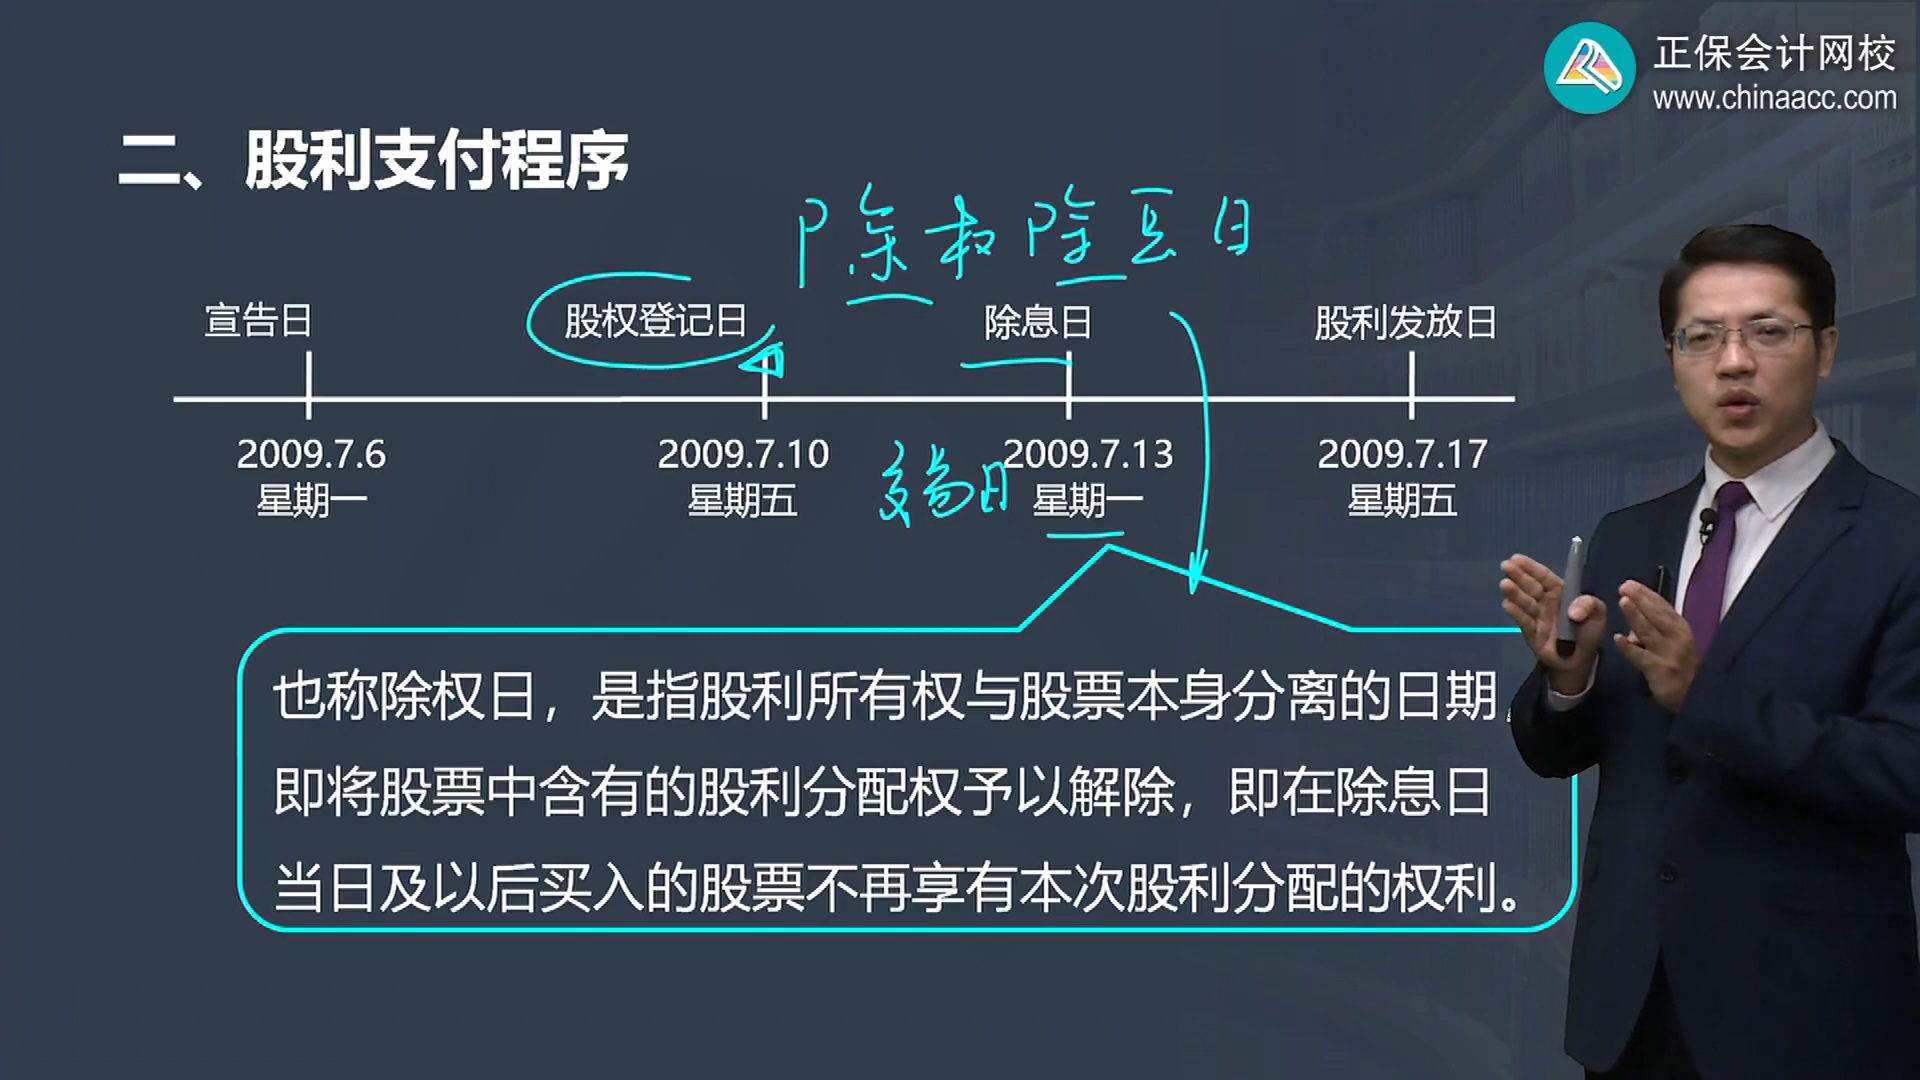 正保会计网校
www.chinaacc.com
二、股利支付程序
除权除息日
宣告日
股权登记日
除息日
股利发放日
2009.7.6
星期一
2009.7.10
星期五
交易日
2009.7.13
星期一
2009.7.17
星期五
也称除权日，是指股利所有权与股票本身分离的日期，
即将股票中含有的股利分配权予以解除，即在除息日
当日及以后买入的股票不再享有本次股利分配的权利。